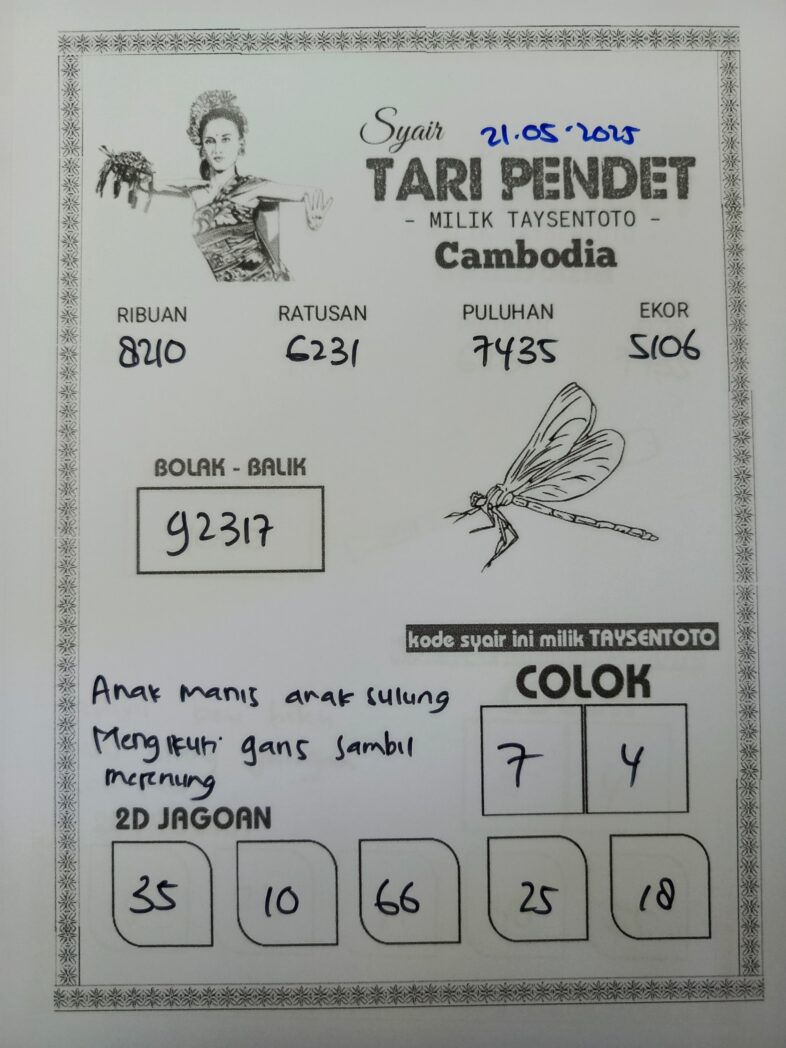 Syair 21.05.2025
TARI PENDET
- MILIK TAYSENTOTO -
Cambodia
RIBUAN RATUSAN PULUHAN EKOR
8210 6231 7435 5106
BOLAK - BALIK
92317
kode syair ini milik TAYSENTOTO
COLOK
7 4
Anak manis anak sulung
Mengikuti garis sambil
merenung
2D JAGOAN
35 10 66 25 18